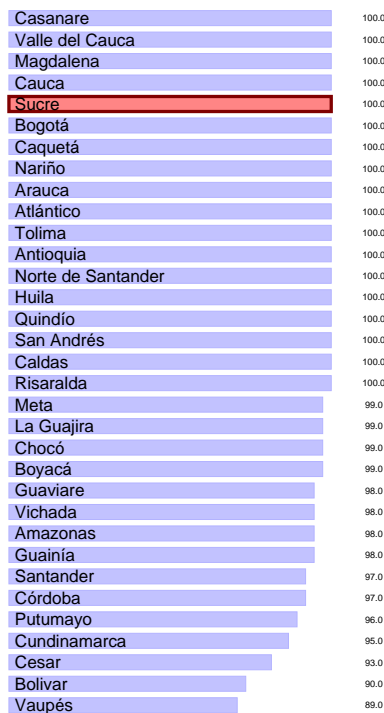 Casanare 100.0
Valle del Cauca 100.0
Magdalena 100.0
Cauca 100.0
Sucre 100.0
Bogotá 100.0
Caquetá 100.0
Nariño 100.0
Arauca 100.0
Atlántico 100.0
Tolima 100.0
Antioquia 100.0
Norte de Santander 100.0
Huila 100.0
Quindío 100.0
San Andrés 100.0
Caldas 100.0
Risaralda 100.0
Meta 99.0
La Guajira 99.0
Chocó 99.0
Boyacá 99.0
Guaviare 98.0
Vichada 98.0
Amazonas 98.0
Guainía 98.0
Santander 97.0
Córdoba 97.0
Putumayo 96.0
Cundinamarca 95.0
Cesar 93.0
Bolivar 90.0
Vaupés 89.0